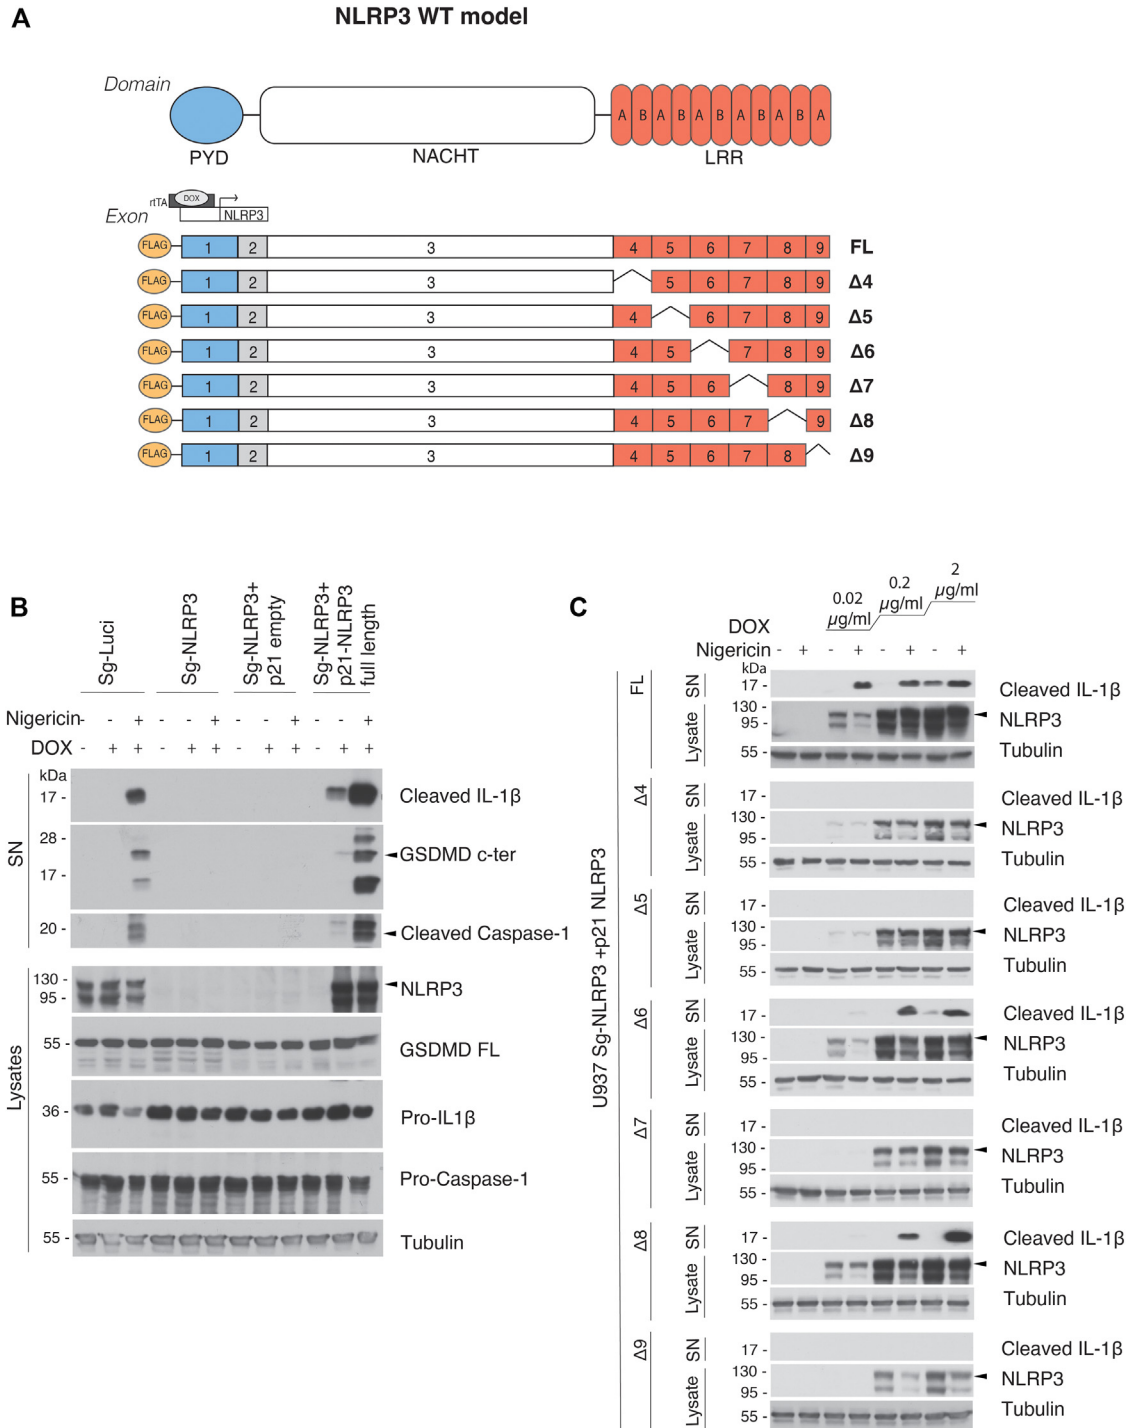 A
NLRP3 WT model
Domain
A B A B A B A B A B A
PYD
NACHT
LRR
rtTA
DOX
Exon
NLRP3
FLAG 1 2 3 4 5 6 7 8 9 FL
FLAG 1 2 3 5 6 7 8 9 Δ4
FLAG 1 2 3 4 6 7 8 9 Δ5
FLAG 1 2 3 4 5 7 8 9 Δ6
FLAG 1 2 3 4 5 6 8 9 Δ7
FLAG 1 2 3 4 5 6 7 9 Δ8
FLAG 1 2 3 4 5 6 7 8 Δ9
B
Sg-Luci
Sg-NLRP3
Sg-NLRP3+
p21 empty
Sg-NLRP3+
p21-NLRP3
full length
Nigericin - - + - - + - - + - - +
DOX - + + - + + - + + - + +
kDa
SN
17 - Cleaved IL-1β
28 -
GSDMD c-ter
17 -
20 - Cleaved Caspase-1
Lysates
130 -
95 - NLRP3
55 - GSDMD FL
36 - Pro-IL1β
55 - Pro-Caspase-1
55 - Tubulin
C
U937 Sg-NLRP3 +p21 NLRP3
DOX
0.02
µg/ml
0.2
µg/ml
2
µg/ml
Nigericin - + - + - + - +
kDa
FL
SN
17 - Cleaved IL-1β
Lysate
130 -
95 - NLRP3
55 - Tubulin
Δ4
SN
17 - Cleaved IL-1β
Lysate
130 -
95 - NLRP3
55 - Tubulin
Δ5
SN
17 - Cleaved IL-1β
Lysate
130 -
95 - NLRP3
55 - Tubulin
Δ6
SN
17 - Cleaved IL-1β
Lysate
130 -
95 - NLRP3
55 - Tubulin
Δ7
SN
17 - Cleaved IL-1β
Lysate
130 -
95 - NLRP3
55 - Tubulin
Δ8
SN
17 - Cleaved IL-1β
Lysate
130 -
95 - NLRP3
55 - Tubulin
Δ9
SN
17 - Cleaved IL-1β
Lysate
130 -
95 - NLRP3
55 - Tubulin